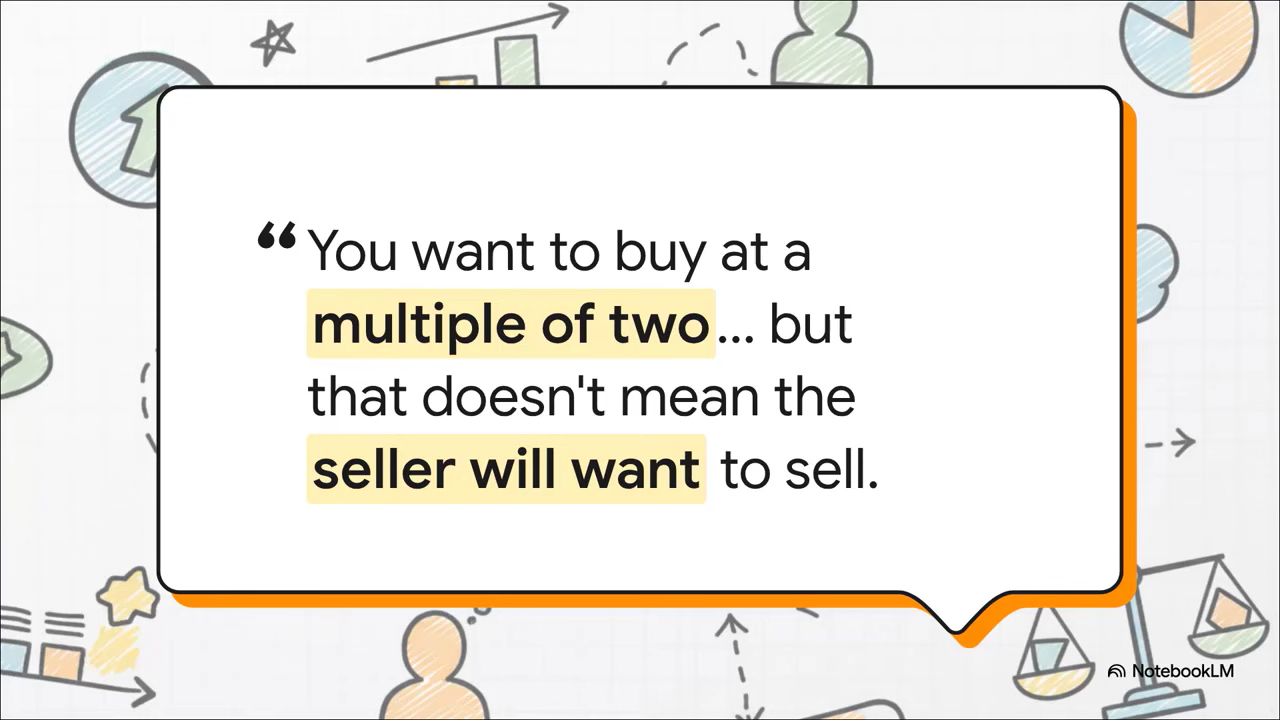 “ You want to buy at a
multiple of two... but
that doesn't mean the
seller will want to sell.
NotebookLM